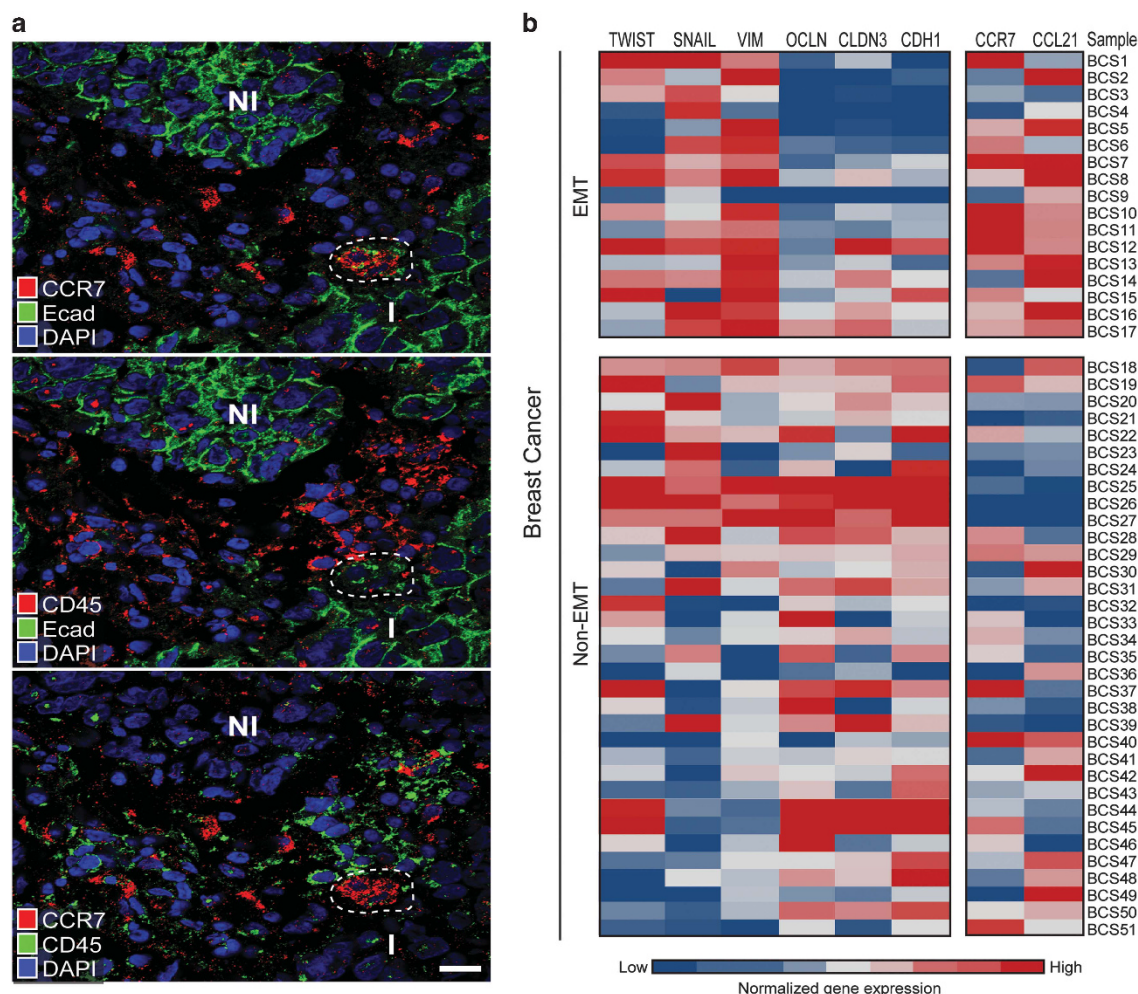 a
NI
I
CCR7
Ecad
DAPI
NI
I
CD45
Ecad
DAPI
NI
I
CCR7
CD45
DAPI
b
TWIST SNAIL VIM OCLN CLDN3 CDH1 CCR7 CCL21 Sample
Breast Cancer
EMT
BCS1
BCS2
BCS3
BCS4
BCS5
BCS6
BCS7
BCS8
BCS9
BCS10
BCS11
BCS12
BCS13
BCS14
BCS15
BCS16
BCS17
Non-EMT
BCS18
BCS19
BCS20
BCS21
BCS22
BCS23
BCS24
BCS25
BCS26
BCS27
BCS28
BCS29
BCS30
BCS31
BCS32
BCS33
BCS34
BCS35
BCS36
BCS37
BCS38
BCS39
BCS40
BCS41
BCS42
BCS43
BCS44
BCS45
BCS46
BCS47
BCS48
BCS49
BCS50
BCS51
Low High
Normalized gene expression